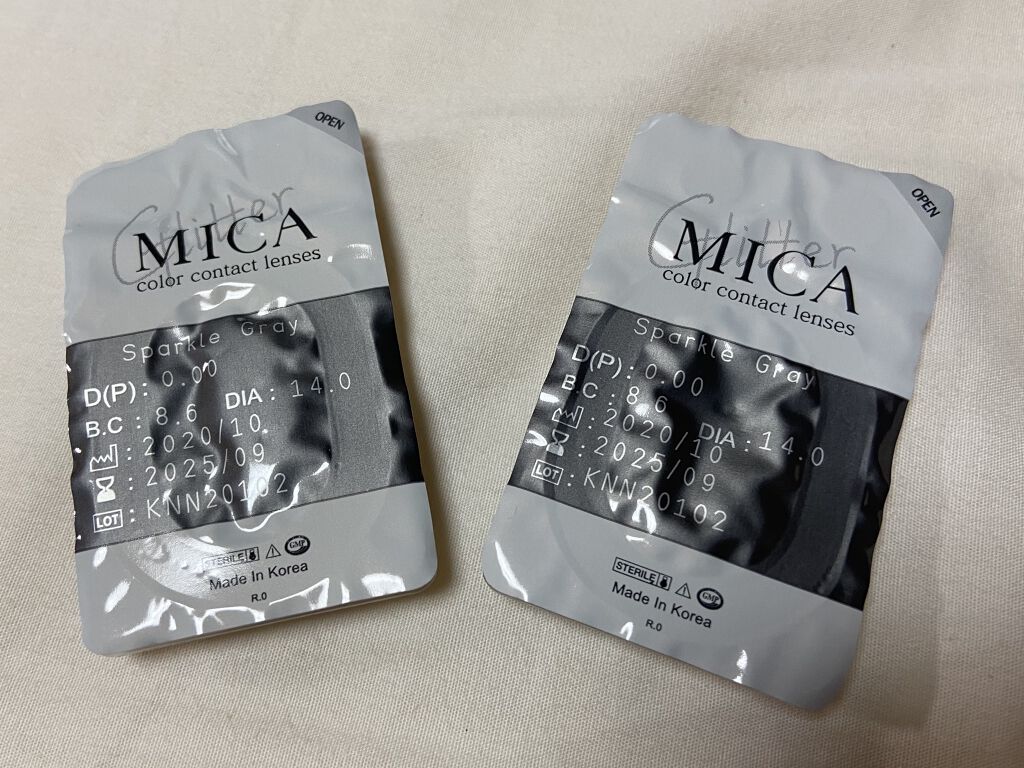 OPEN
Glitter
MICA
color contact lenses
Sparkle Gray
D(P) : 0.00
B.C : 8.6 DIA : 14.0
: 2020/10
: 2025/09
LOT : KNN20102
STERILE GMP
Made In Korea
R.0
OPEN
Glitter
MICA
color contact lenses
Sparkle Gray
D(P) : 0.00
B.C : 8.6 DIA : 14.0
: 2020/10
: 2025/09
LOT : KNN20102
STERILE GMP
Made In Korea
R.0